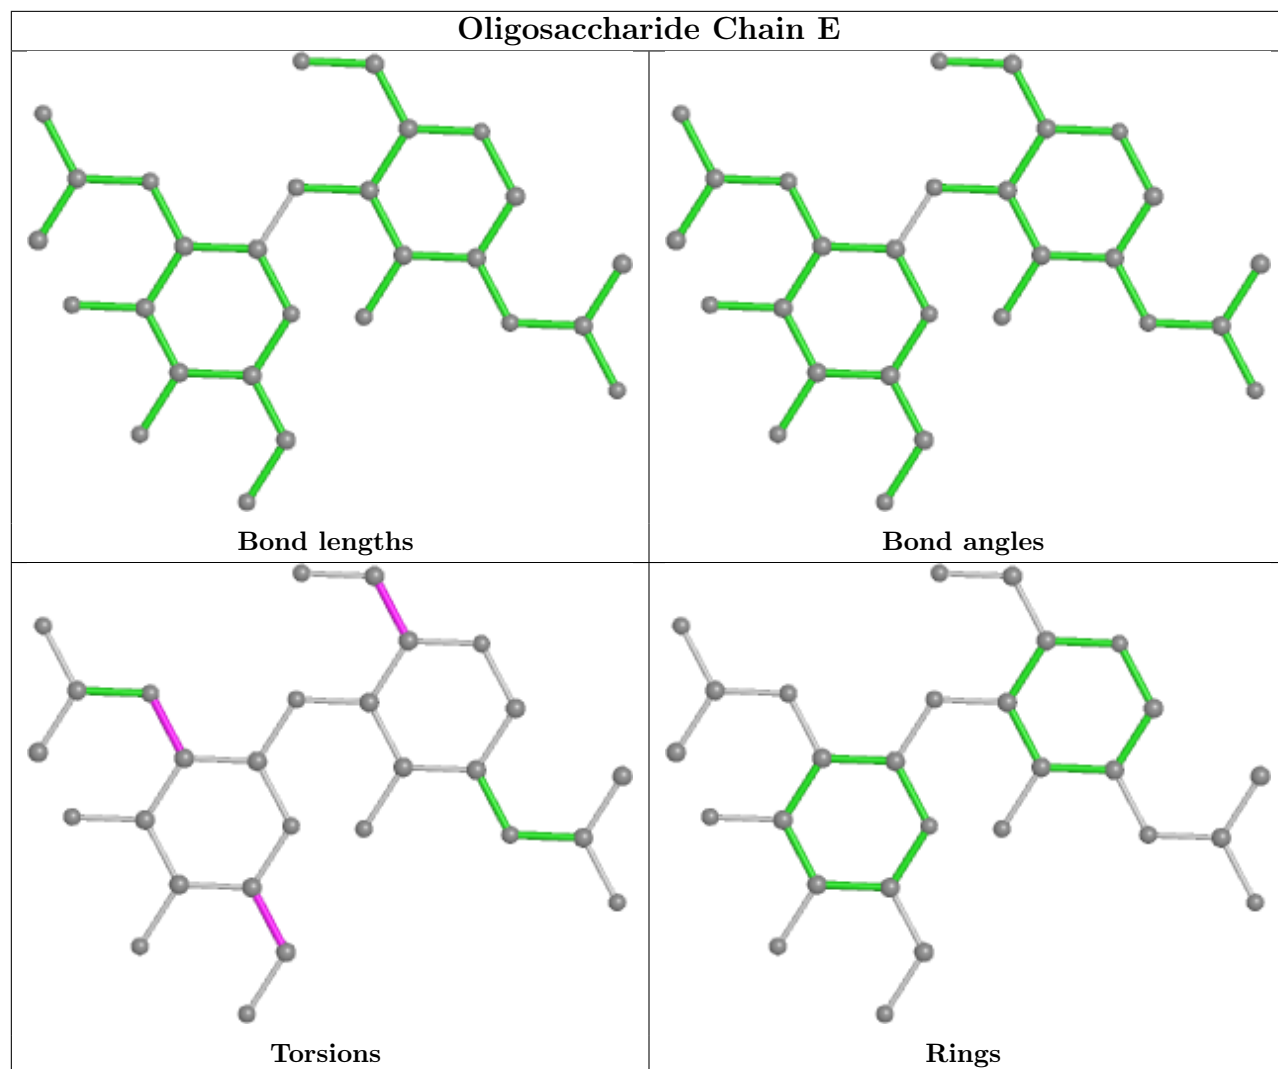 Oligosaccharide Chain E
Bond lengths
Bond angles
Torsions
Rings